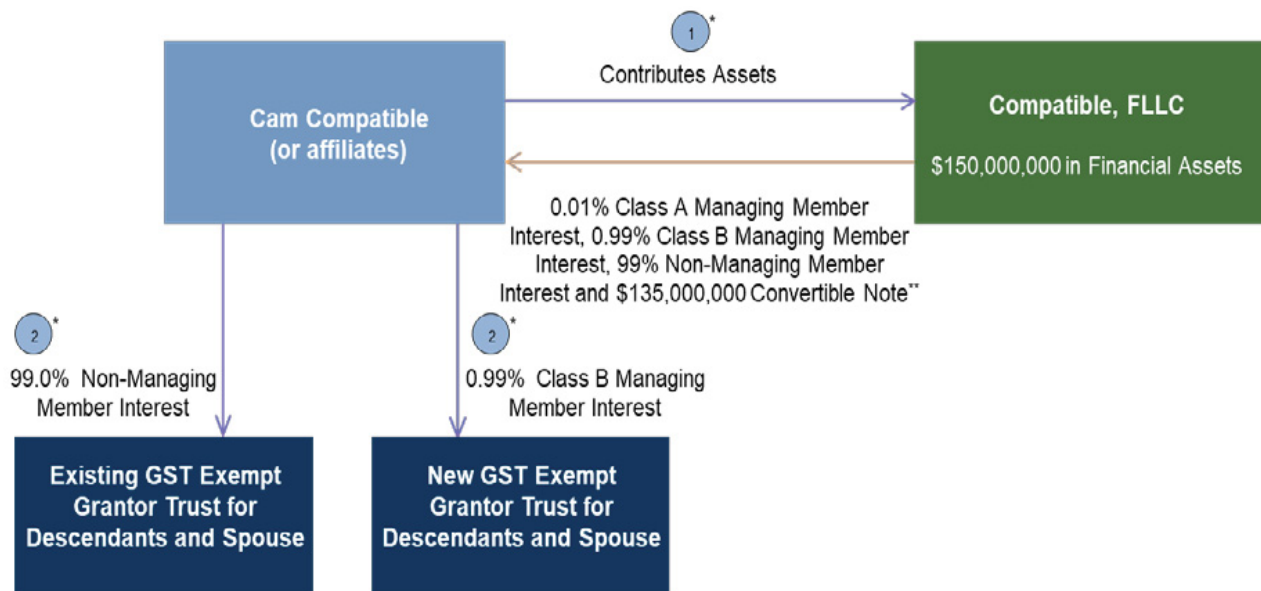 1*
Contributes Assets
Cam Compatible
(or affiliates)
Compatible, FLLC
$150,000,000 in Financial Assets
0.01% Class A Managing Member
Interest, 0.99% Class B Managing Member
Interest, 99% Non-Managing Member
Interest and $135,000,000 Convertible Note**
2*
99.0% Non-Managing
Member Interest
2*
0.99% Class B Managing
Member Interest
Existing GST Exempt
Grantor Trust for
Descendants and Spouse
New GST Exempt
Grantor Trust for
Descendants and Spouse